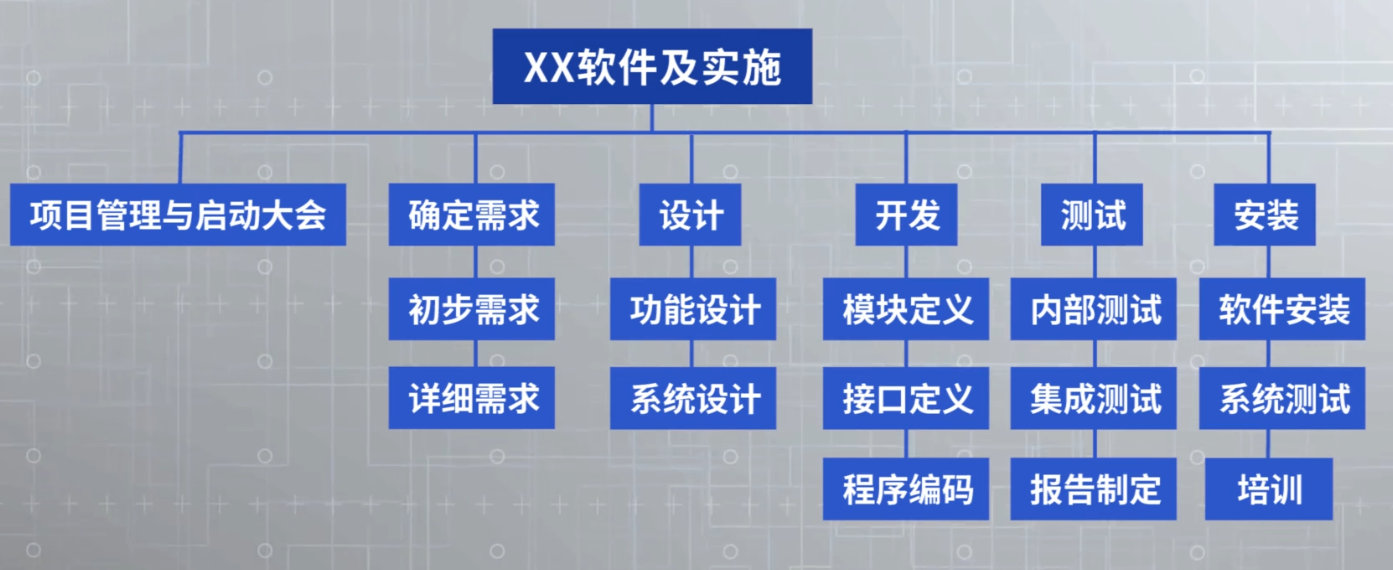 XX软件及实施
项目管理与启动大会
确定需求
设计
开发
测试
安装
初步需求
功能设计
模块定义
内部测试
软件安装
详细需求
系统设计
接口定义
集成测试
系统测试
程序编码
报告制定
培训